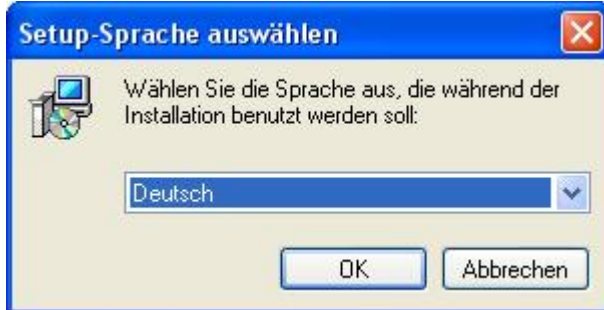 Setup-Sprache auswählen
Wählen Sie die Sprache aus, die während der
Installation benutzt werden soll:
Deutsch
OK
Abbrechen